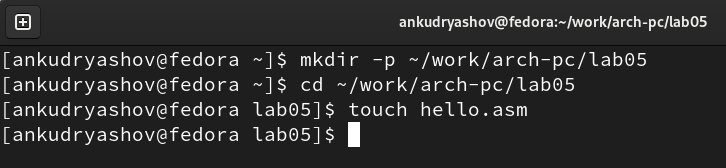 ankudryashov@fedora:~/work/arch-pc/lab05
[ankudryashov@fedora ~]$ mkdir -p ~/work/arch-pc/lab05
[ankudryashov@fedora ~]$ cd ~/work/arch-pc/lab05
[ankudryashov@fedora lab05]$ touch hello.asm
[ankudryashov@fedora lab05]$